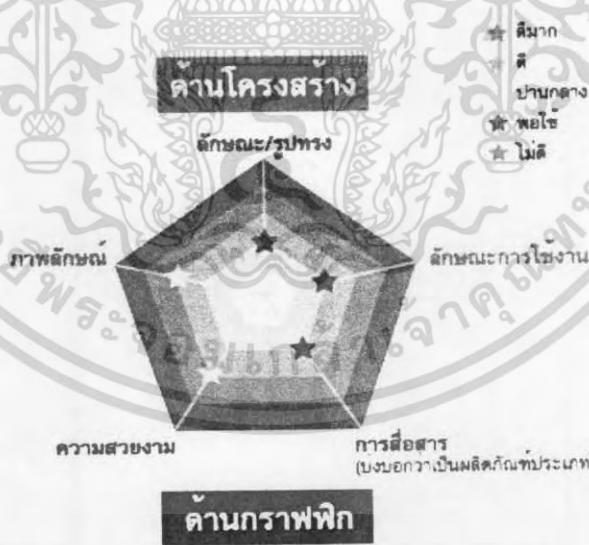 ดีมาก
ดี
ปานกลาง
พอใช้
ไม่ดี
ด้านโครงสร้าง
ลักษณะ/รูปทรง
ภาพลักษณ์
ลักษณะการใช้งาน
ความสวยงาม
การสื่อสาร
(บ่งบอกว่าเป็นผลิตภัณฑ์ประเภท
ด้านกราฟฟิก